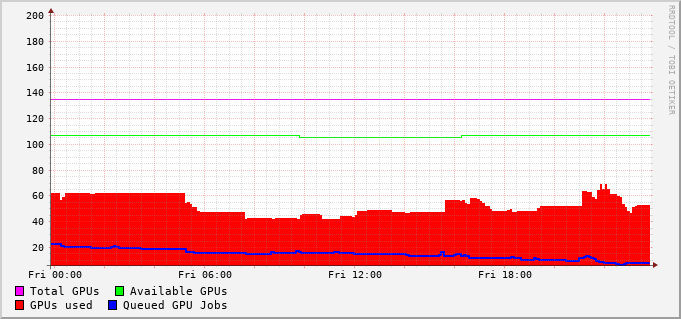 200
180
160
140
120
100
80
60
40
20
Fri 00:00 Fri 06:00 Fri 12:00 Fri 18:00
Total GPUs Available GPUs
GPUs used Queued GPU Jobs
RRDTOOL / TOBI OETIKER